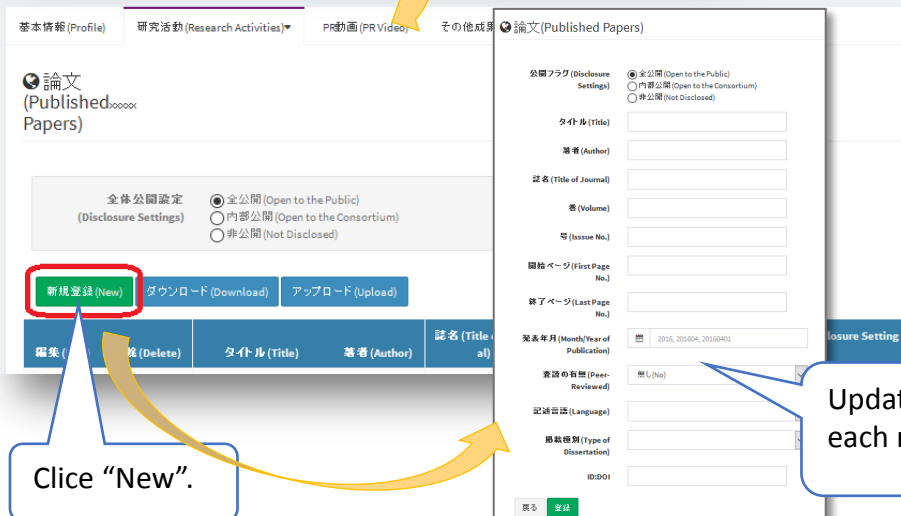 基本情報(Profile)
研究活動(Research Activities)▾
PR動画(PR Video)
その他成果
論文
(Published
Papers)
全体公開設定
(Disclosure Settings)
全公開(Open to the Public)
内部公開(Open to the Consortium)
非公開(Not Disclosed)
新規登録(New)
ダウンロード(Download)
アップロード(Upload)
編集
(Delete)
タイトル(Title)
著者(Author)
誌名(Title
al)
losure Setting
Clice “New”.
論文(Published Papers)
公開フラグ(Disclosure
Settings)
全公開(Open to the Public)
内部公開(Open to the Consortium)
非公開(Not Disclosed)
タイトル(Title)
著者(Author)
誌名(Title of Journal)
巻(Volume)
号(Isssue No.)
開始ページ(First Page
No.)
終了ページ(Last Page
No.)
発表年月(Month/Year of
Publication)
2016, 201604, 20160401
査読の有無(Peer-
Reviewed)
無し(No)
記述言語(Language)
掲載種別(Type of
Dissertation)
ID:DOI
戻る
登録
Updat
each